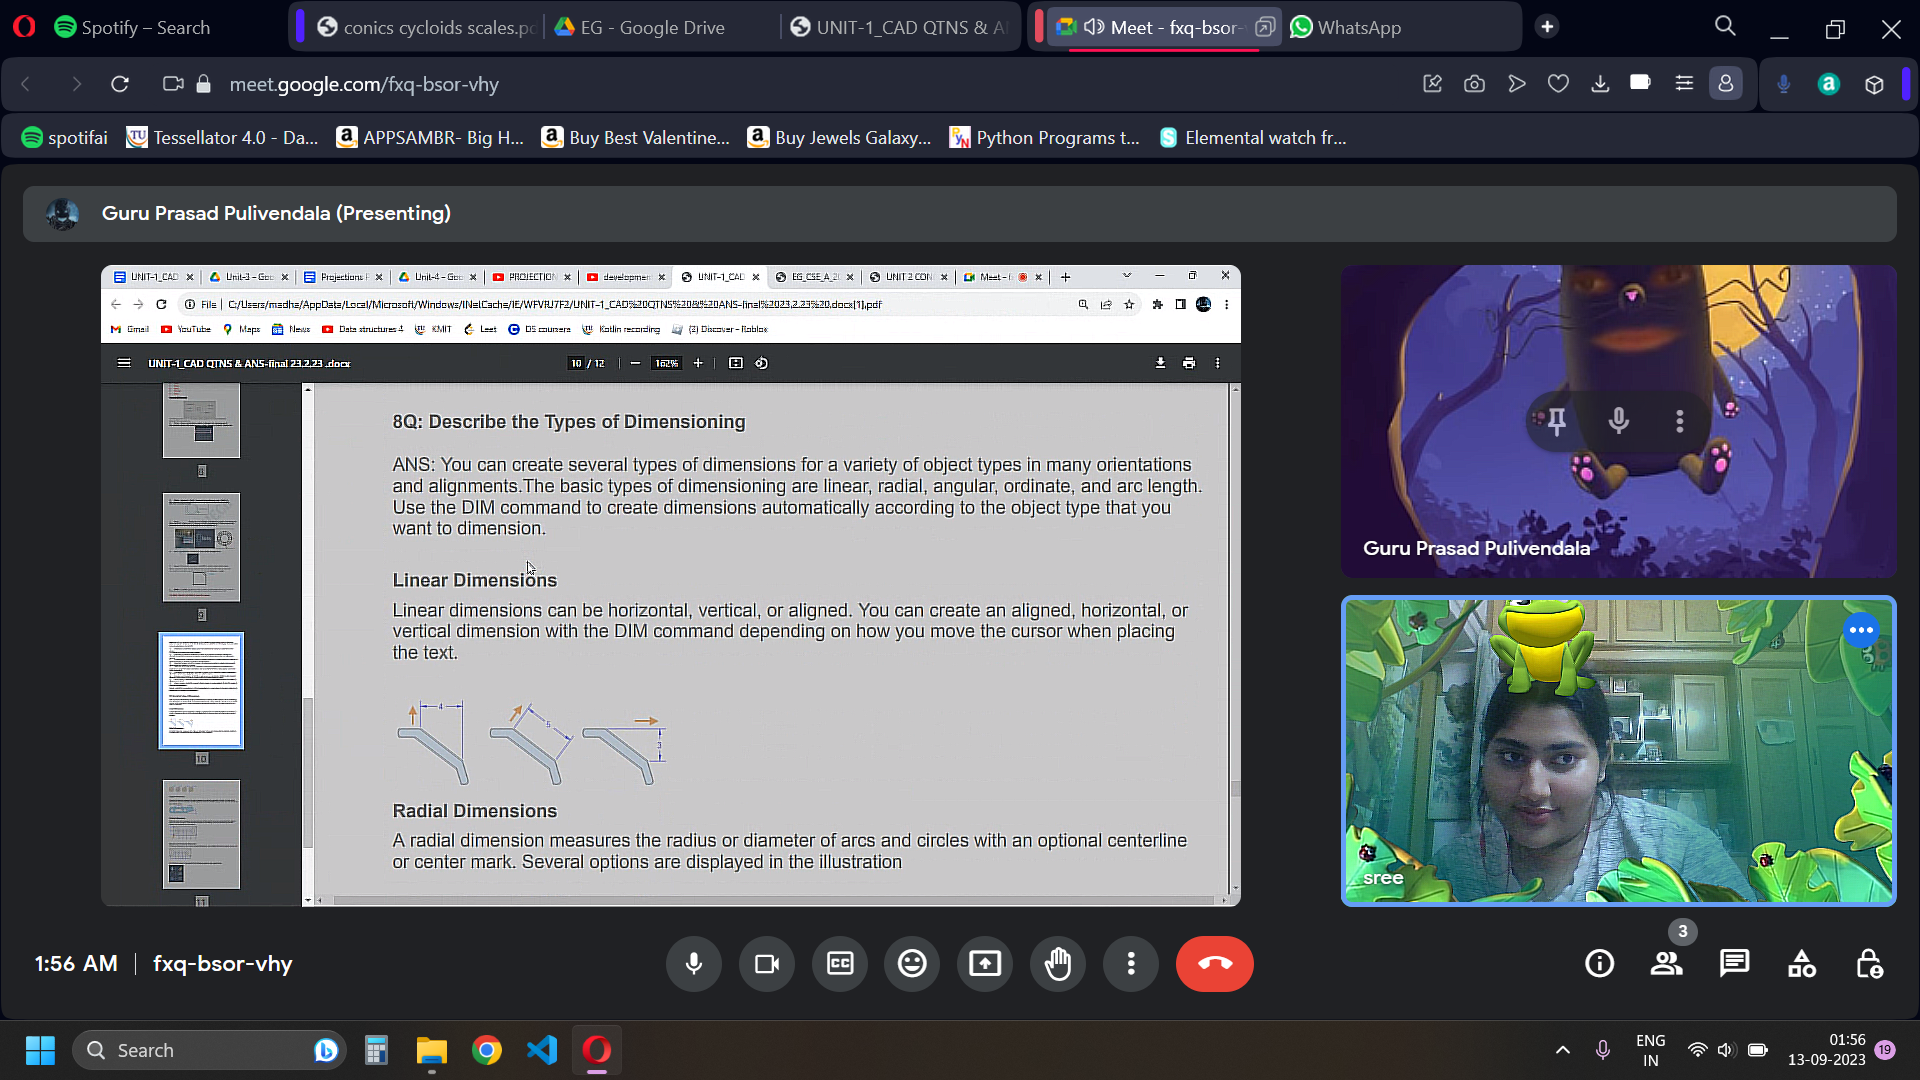 Spotify – Search
conics cycloids scales.pd
EG - Google Drive
UNIT-1_CAD QTNS & A
Meet - fxq-bsor-
WhatsApp
meet.google.com/fxq-bsor-vhy
spotifai
Tessellator 4.0 - Da...
APPSAMBR- Big H...
Buy Best Valentine...
Buy Jewels Galaxy...
Python Programs t...
Elemental watch fr...
Guru Prasad Pulivendala (Presenting)
UNIT-1_CAD
Unit-3 - Goo
Projections F
Unit-4 - Goo
PROJECTION
developmen
UNIT-1_CAD
EG_CSE_A_2(
UNIT 2 CON
Meet - f
File
C:/Users/madha/AppData/Local/Microsoft/Windows/INetCache/IE/WFVRJ7F2/UNIT-1_CAD%20QTNS%20&%20ANS-final%2023.2.23%20.docx[1].pdf
Gmail
YouTube
Maps
News
Data structures 4
KMIT
Leet
DS coursera
Kotlin recording
(2) Discover - Roblox
UNIT-1_CAD QTNS & ANS-final 23.2.23 .docx
10 / 12
162%
8Q: Describe the Types of Dimensioning
ANS: You can create several types of dimensions for a variety of object types in many orientations
and alignments.The basic types of dimensioning are linear, radial, angular, ordinate, and arc length.
Use the DIM command to create dimensions automatically according to the object type that you
want to dimension.
Linear Dimensions
Linear dimensions can be horizontal, vertical, or aligned. You can create an aligned, horizontal, or
vertical dimension with the DIM command depending on how you move the cursor when placing
the text.
4
5
3
Radial Dimensions
A radial dimension measures the radius or diameter of arcs and circles with an optional centerline
or center mark. Several options are displayed in the illustration
8
9
10
11
Guru Prasad Pulivendala
sree
1:56 AM
fxq-bsor-vhy
CC
3
Search
ENG
IN
01:56
13-09-2023
19